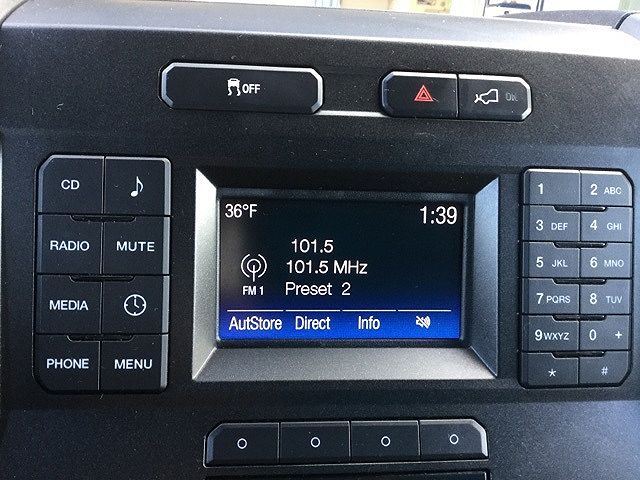 OFF
ON
CD
RADIO MUTE
MEDIA
PHONE MENU
36°F 1:39
101.5
101.5 MHz
FM 1 Preset 2
AutStore Direct Info
1 2 ABC
3 DEF 4 GHI
5 JKL 6 MNO
7 PQRS 8 TUV
9 WXYZ 0 +
* #